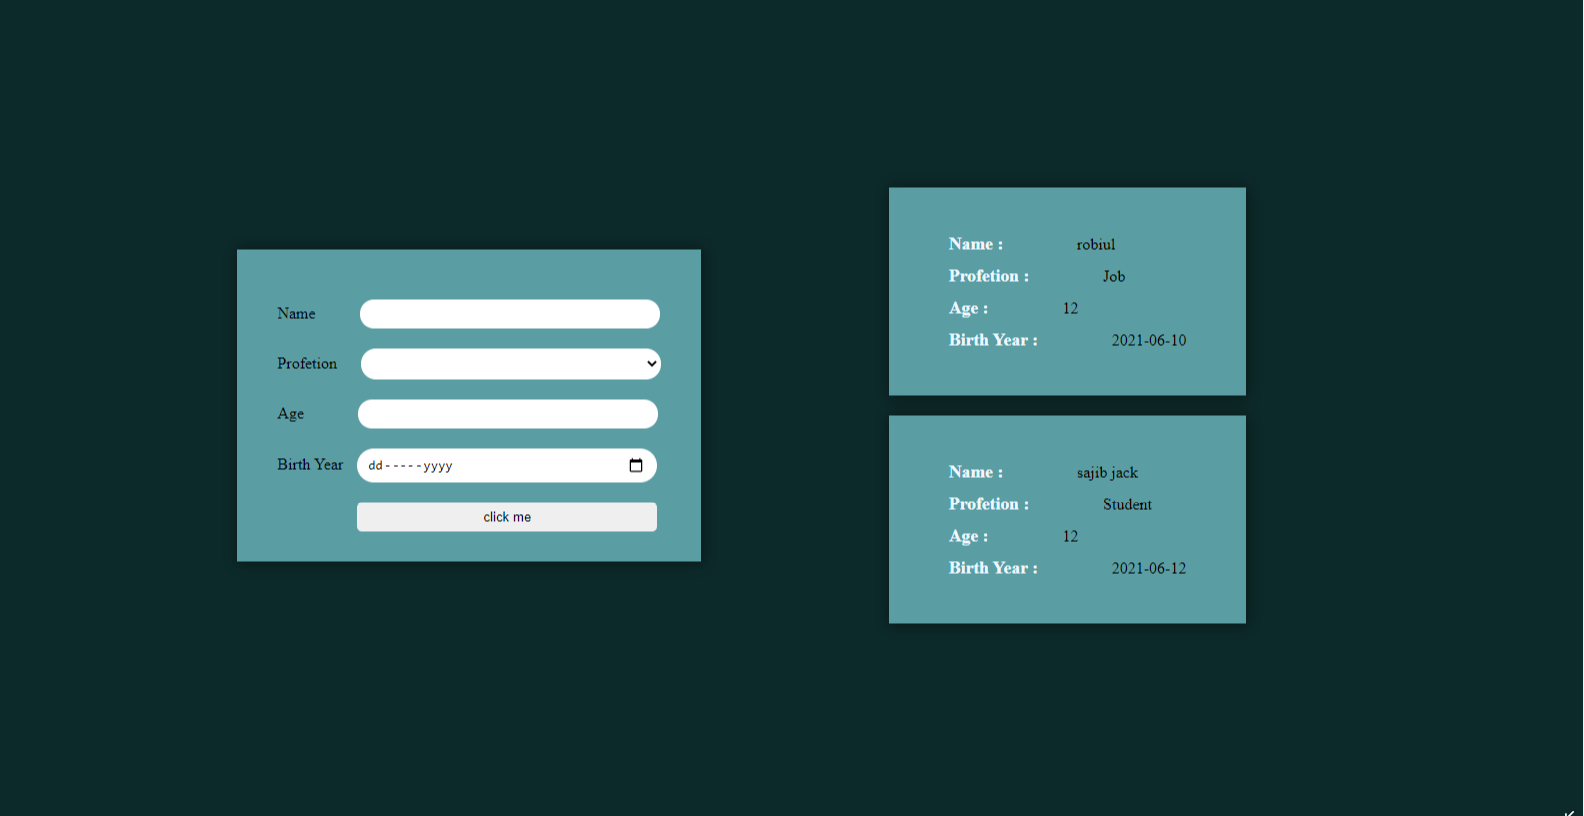 Name
Profetion
Age
Birth Year
dd-----yyyy
click me
Name : robiul
Profetion : Job
Age : 12
Birth Year : 2021-06-10
Name : sajib jack
Profetion : Student
Age : 12
Birth Year : 2021-06-12